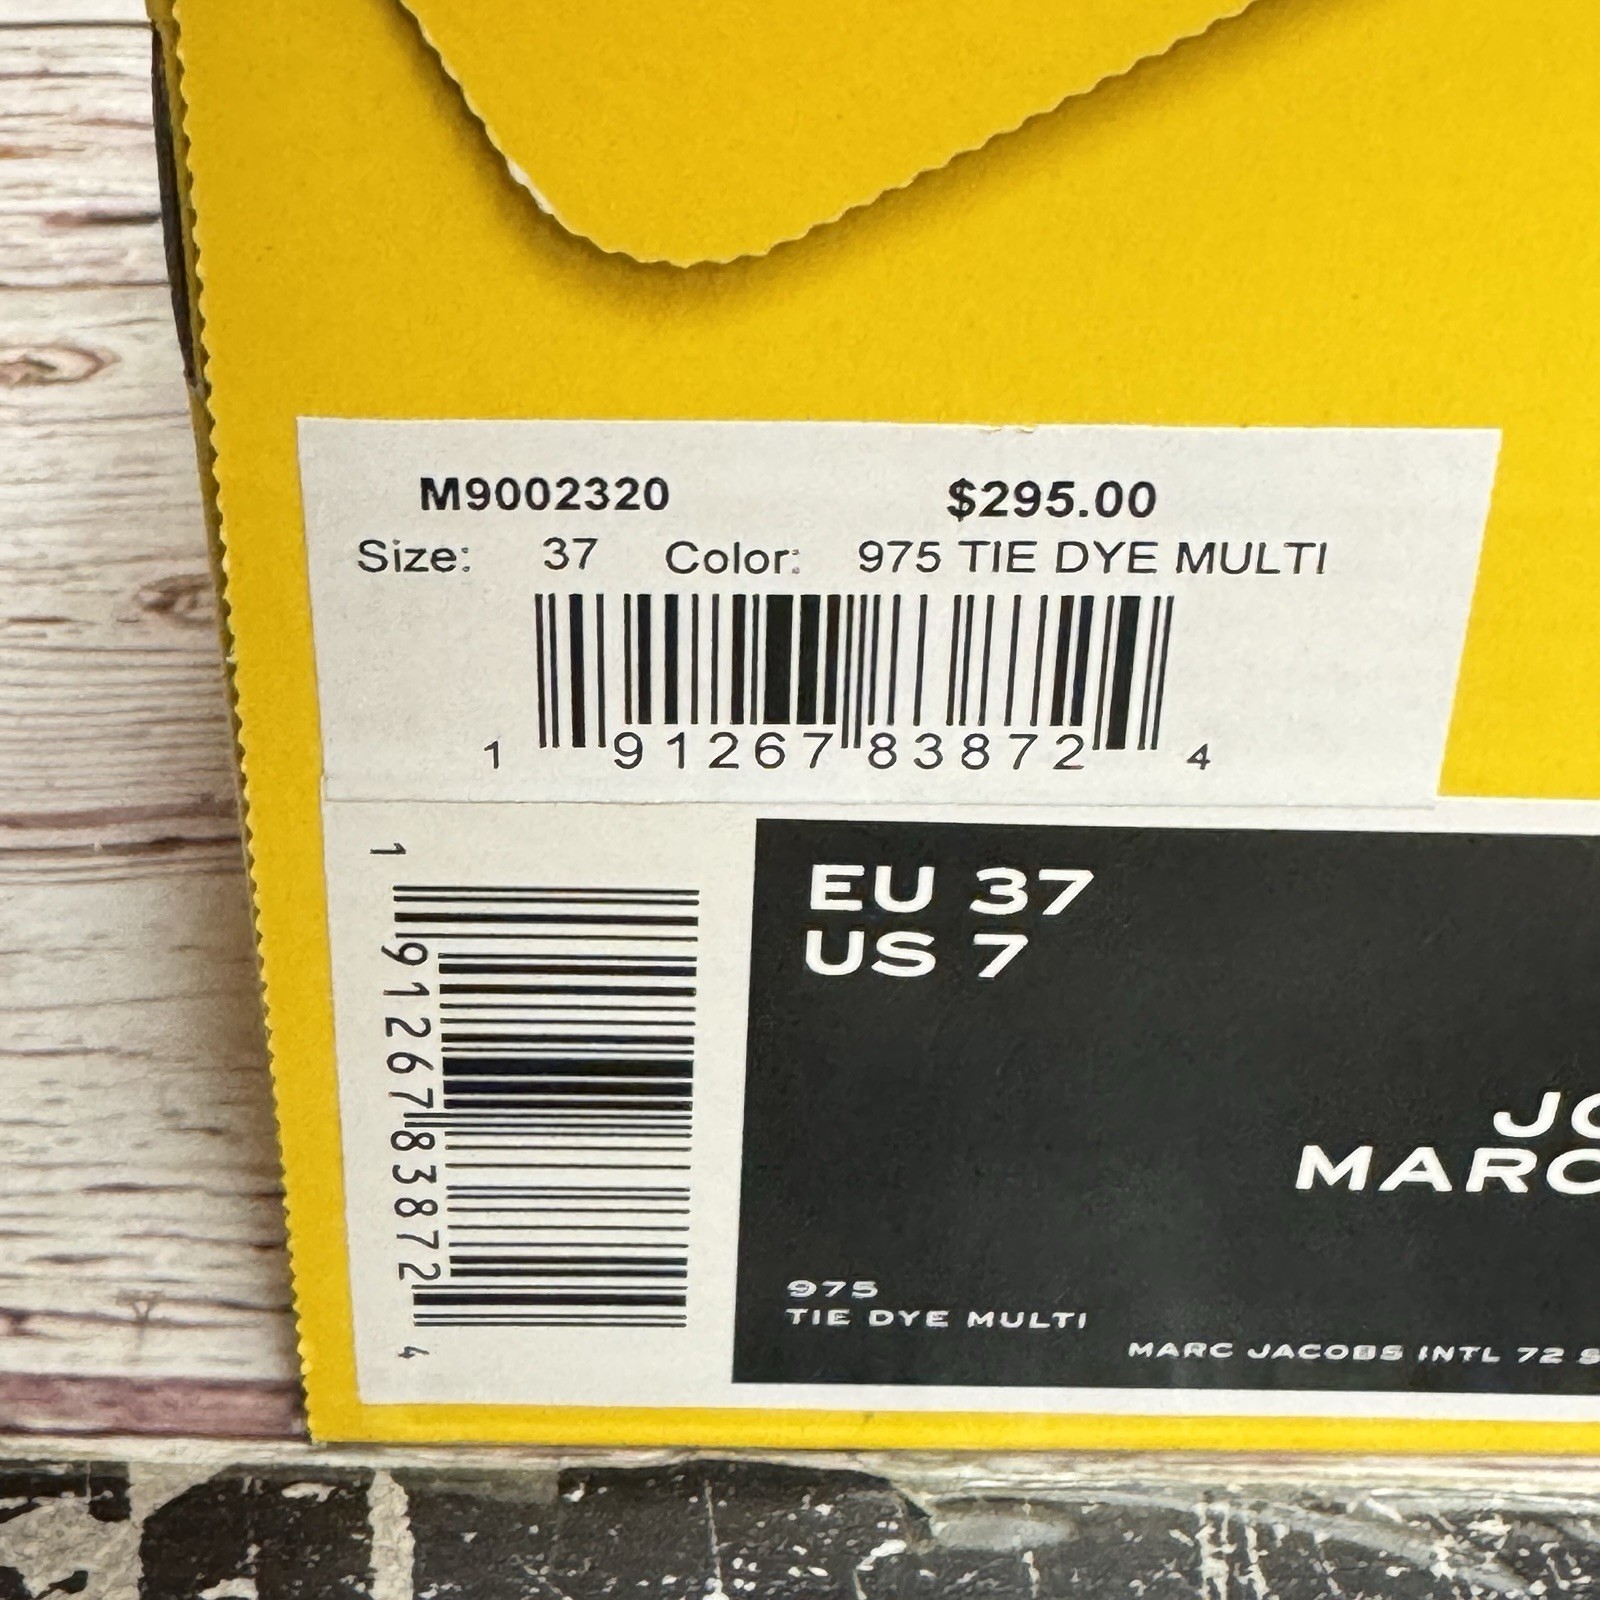 M9002320 $295.00
Size: 37 Color: 975 TIE DYE MULTI
1 91267 83872 4
1 91267 83872 4
EU 37
US 7
975
TIE DYE MULTI
MARC JACOBS INTL 72